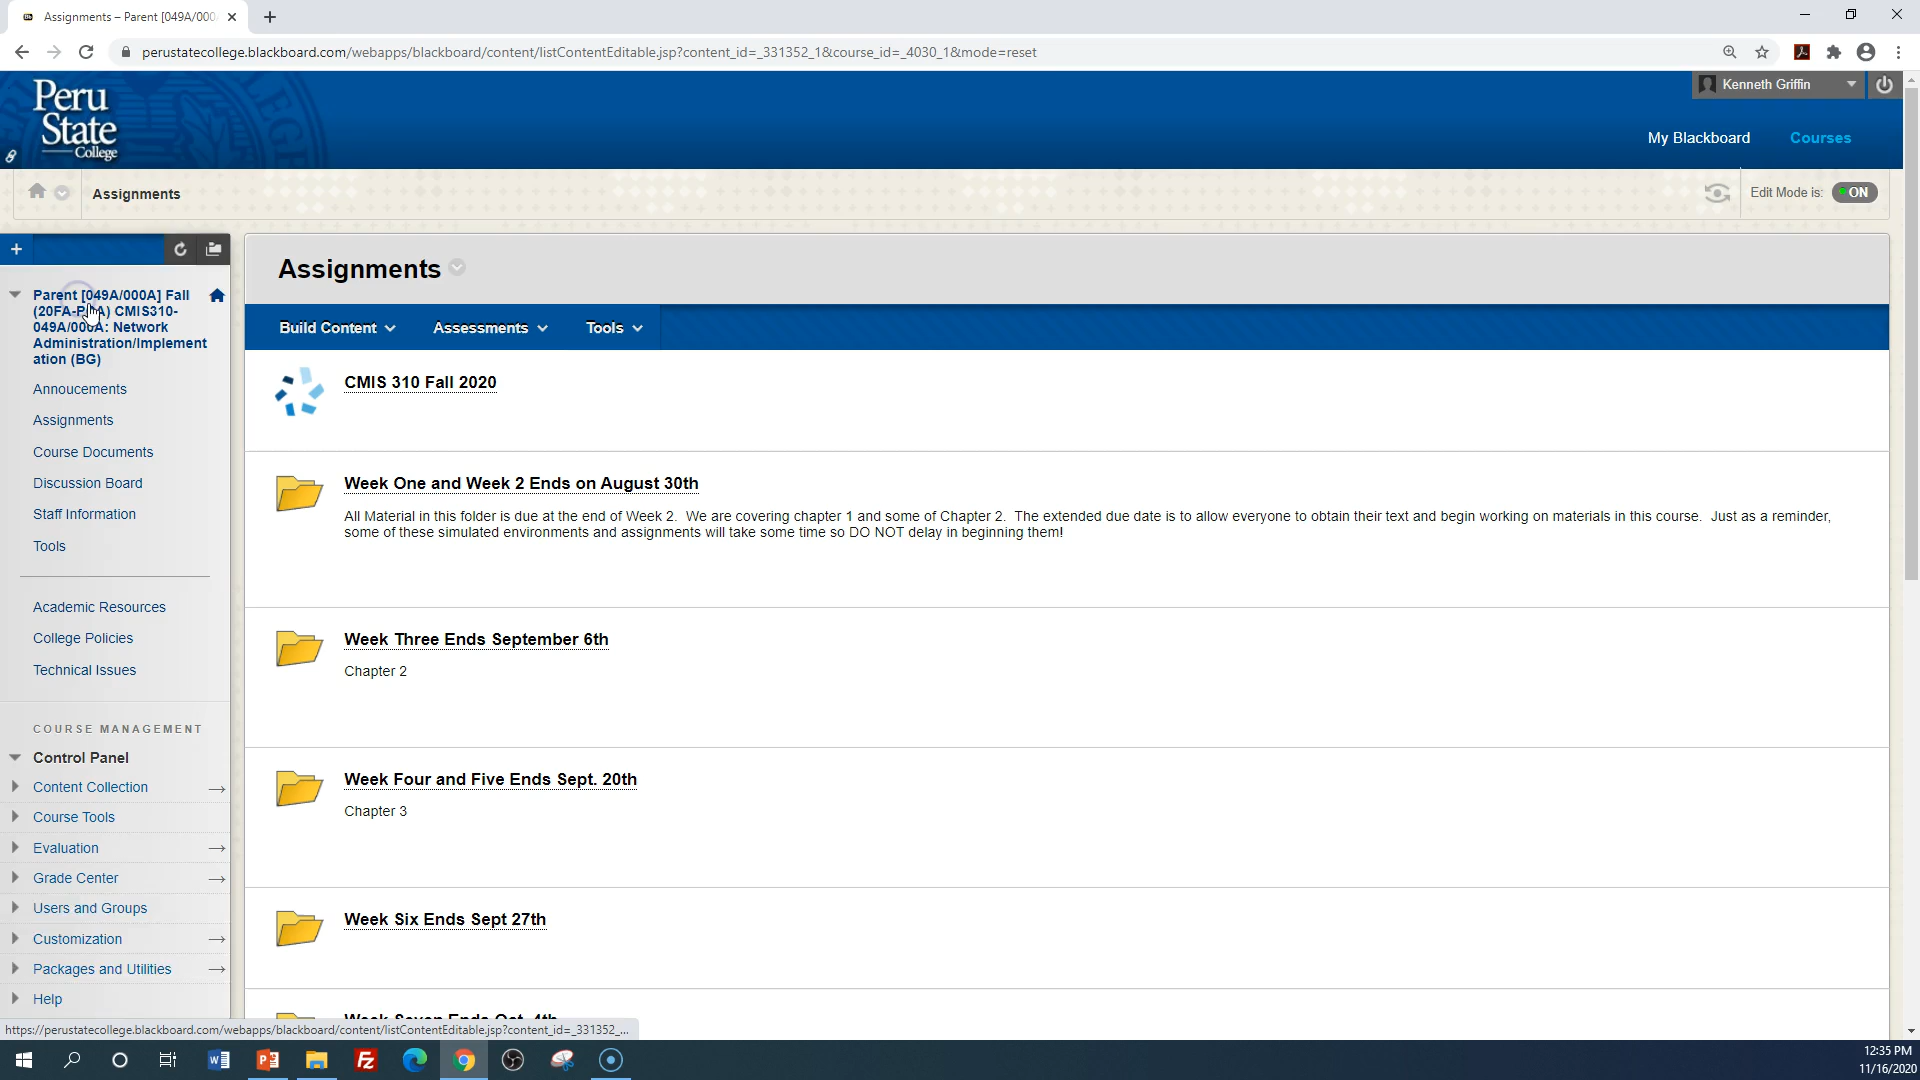 Assignments – Parent [049A/000
perustatecollege.blackboard.com/webapps/blackboard/content/listContentEditable.jsp?content_id=_331352_1&course_id=_4030_1&mode=reset
Peru
State
College
Kenneth Griffin
My Blackboard
Courses
Assignments
Edit Mode is:
ON
Parent [049A/000A] Fall
(20FA-P A) CMIS310-
049A/000A: Network
Administration/Implement
ation (BG)
Annoucements
Assignments
Course Documents
Discussion Board
Staff Information
Tools
Academic Resources
College Policies
Technical Issues
COURSE MANAGEMENT
Control Panel
Content Collection
Course Tools
Evaluation
Grade Center
Users and Groups
Customization
Packages and Utilities
Help
Assignments
Build Content
Assessments
Tools
CMIS 310 Fall 2020
Week One and Week 2 Ends on August 30th
All Material in this folder is due at the end of Week 2. We are covering chapter 1 and some of Chapter 2. The extended due date is to allow everyone to obtain their text and begin working on materials in this course. Just as a reminder,
some of these simulated environments and assignments will take some time so DO NOT delay in beginning them!
Week Three Ends September 6th
Chapter 2
Week Four and Five Ends Sept. 20th
Chapter 3
Week Six Ends Sept 27th
Week Seven Ends Oct. 4th
https://perustatecollege.blackboard.com/webapps/blackboard/content/listContentEditable.jsp?content_id=_331352_...
12:35 PM
11/16/2020